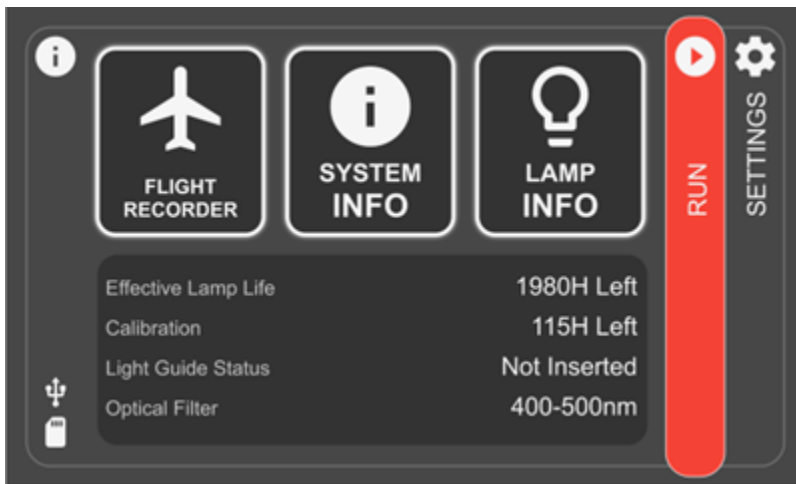 FLIGHT
RECORDER
SYSTEM
INFO
LAMP
INFO
RUN
SETTINGS
Effective Lamp Life 1980H Left
Calibration 115H Left
Light Guide Status Not Inserted
Optical Filter 400-500nm